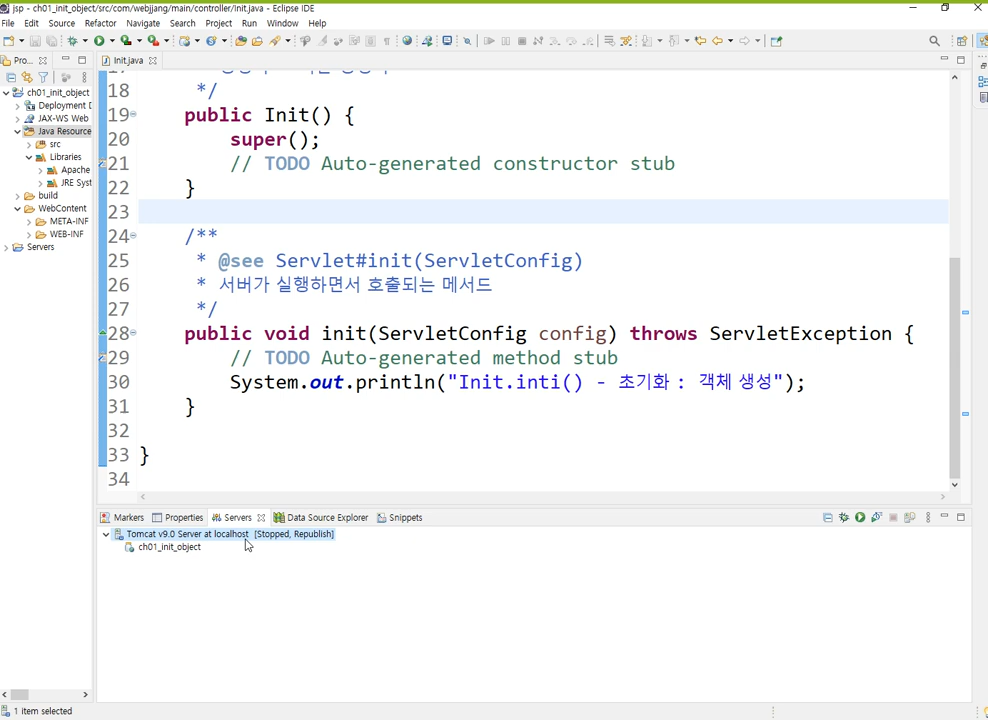 jsp - ch01_init_object/src/com/webjjang/main/controller/Init.java - Eclipse IDE
File Edit Source Refactor Navigate Search Project Run Window Help
Pro...
Init.java
ch01_init_object
Deployment D
JAX-WS Web
Java Resource
src
Libraries
Apache
JRE Syst
build
WebContent
META-INF
WEB-INF
Servers
18 */
19 public Init() {
20 super();
21 // TODO Auto-generated constructor stub
22 }
23
24 /**
25 * @see Servlet#init(ServletConfig)
26 * 서버가 실행하면서 호출되는 메서드
27 */
28 public void init(ServletConfig config) throws ServletException {
29 // TODO Auto-generated method stub
30 System.out.println("Init.inti() - 초기화 : 객체 생성");
31 }
32
33 }
34
Markers Properties Servers Data Source Explorer Snippets
Tomcat v9.0 Server at localhost [Stopped, Republish]
ch01_init_object
1 item selected